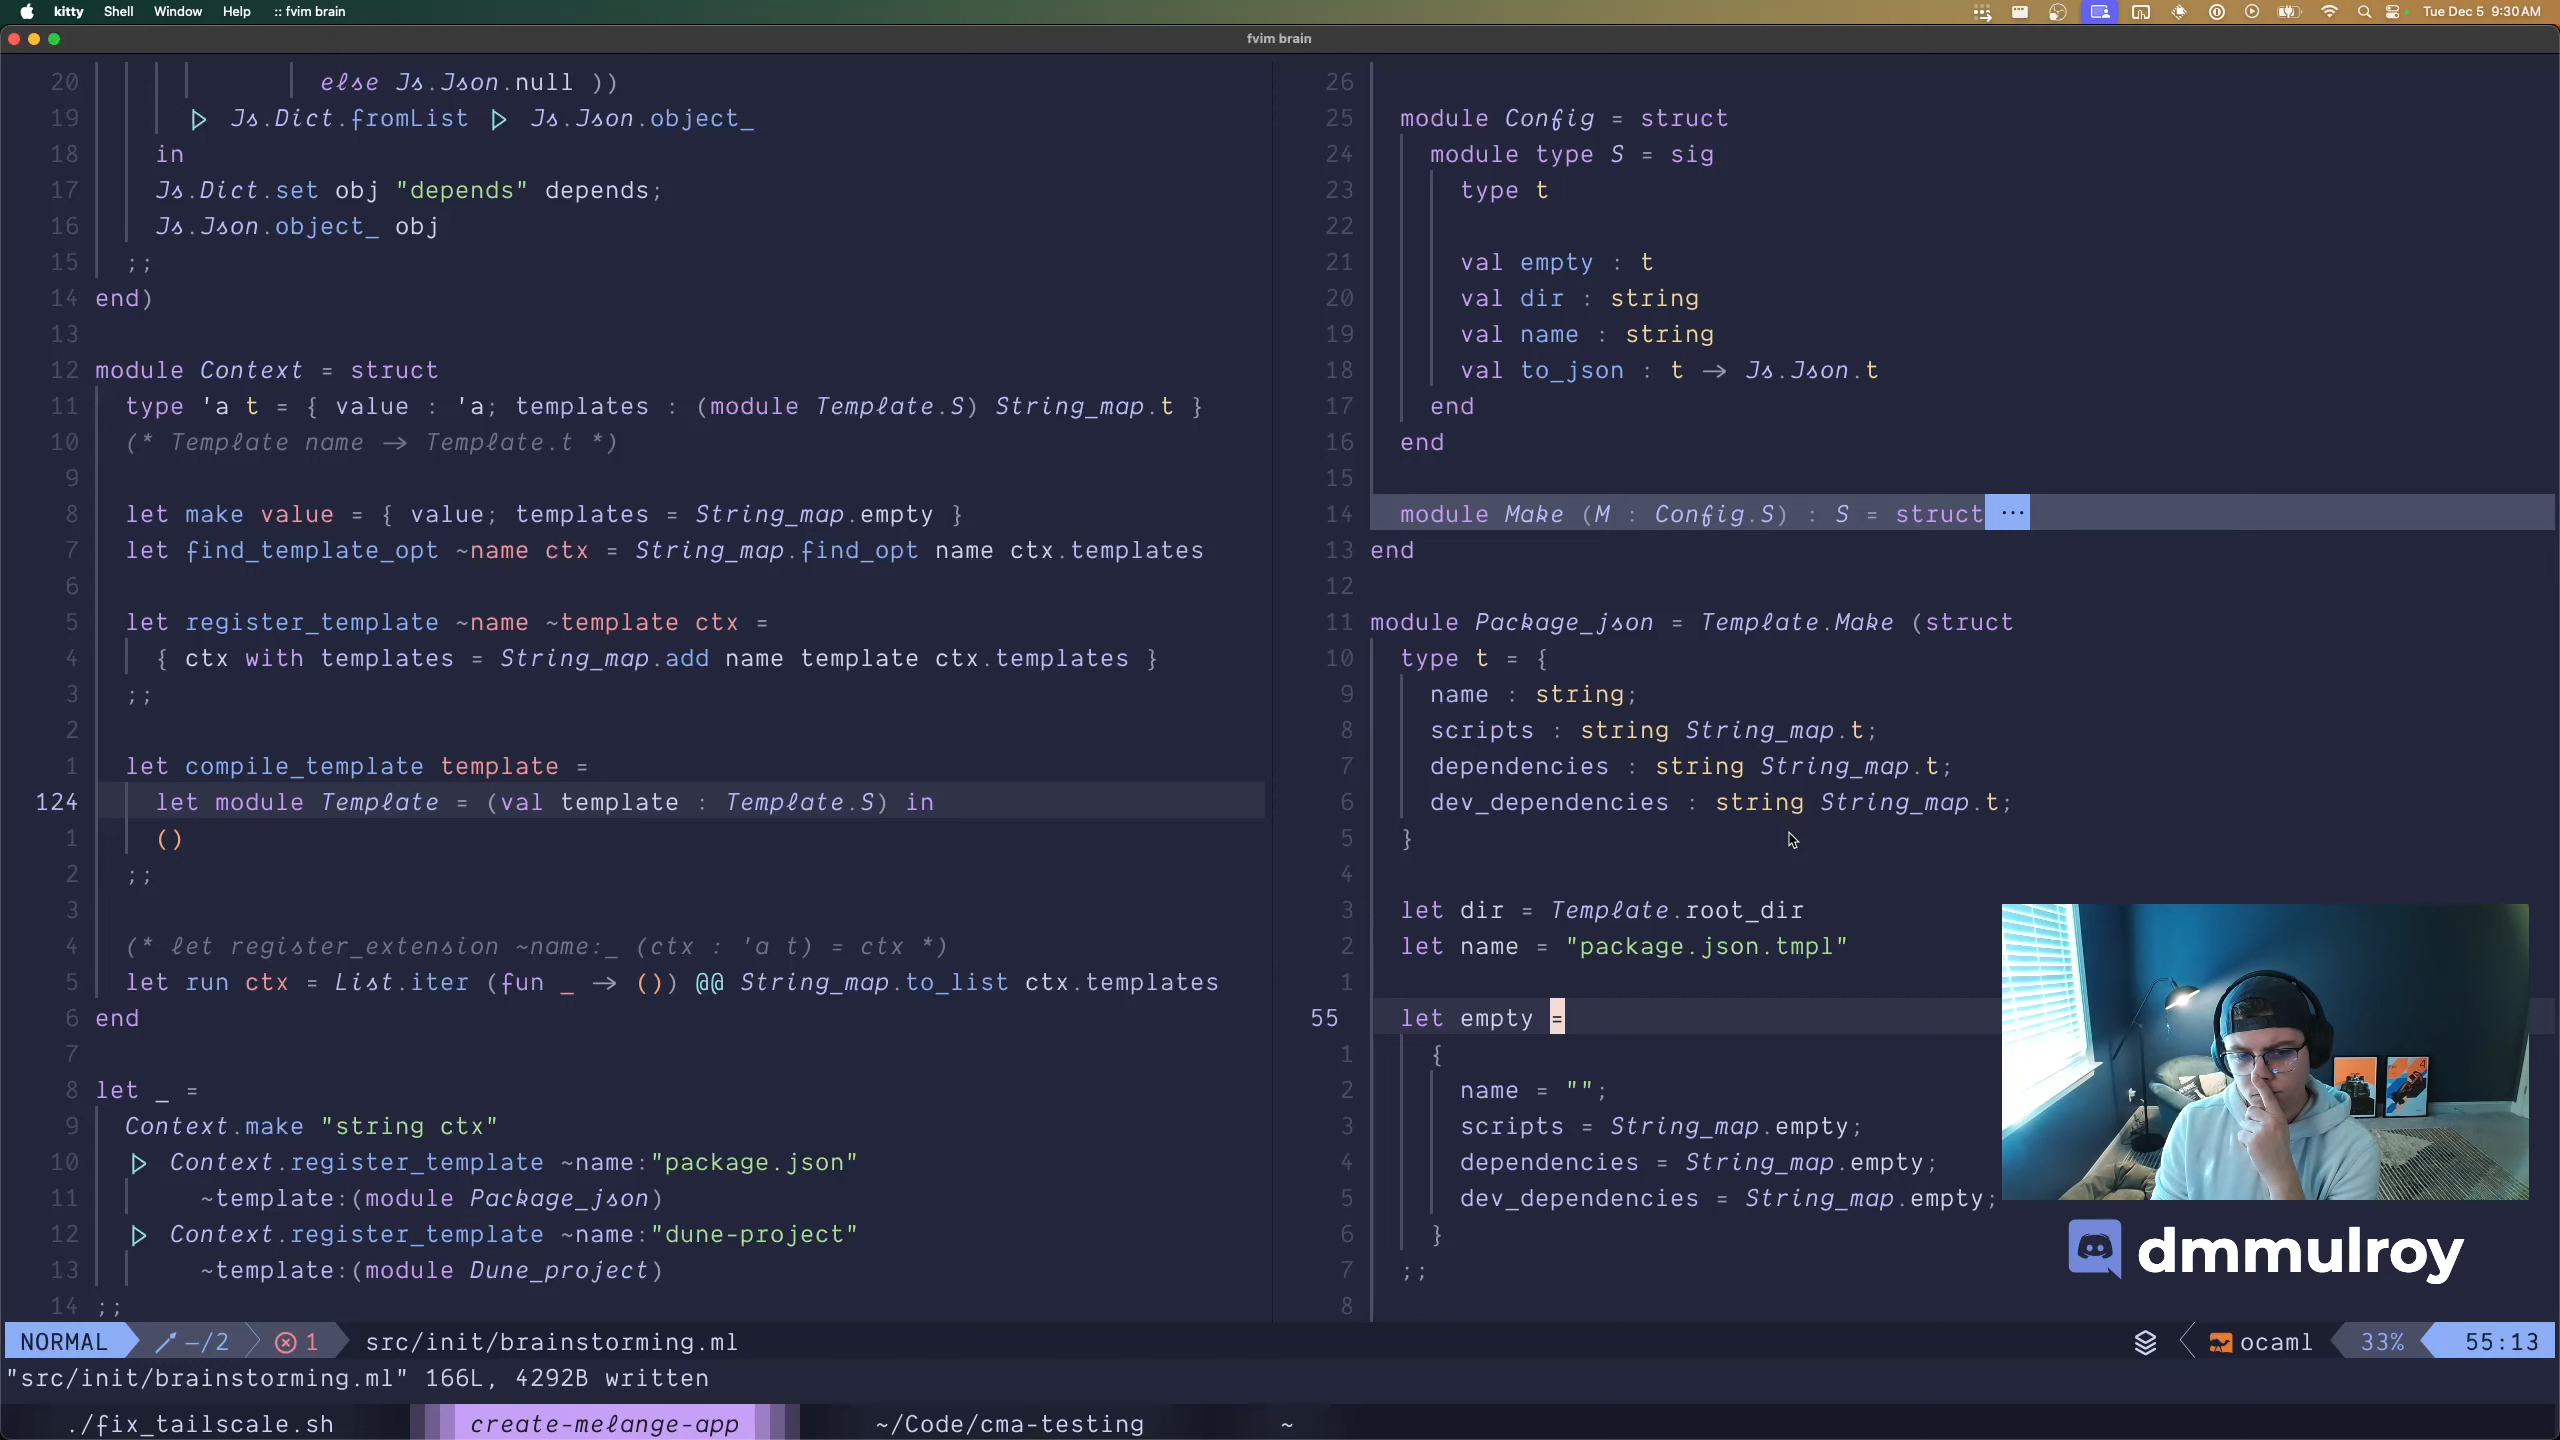 kitty Shell Window Help :: fvim brain
Tue Dec 5 9:30 AM
fvim brain
20 else Js.Json.null ))
19 ▷ Js.Dict.fromList ▷ Js.Json.object_
18 in
17 Js.Dict.set obj "depends" depends;
16 Js.Json.object_ obj
15 ;;
14 end)
13
12 module Context = struct
11 type 'a t = { value : 'a; templates : (module Template.S) String_map.t }
10 (* Template name → Template.t *)
9
8 let make value = { value; templates = String_map.empty }
7 let find_template_opt ~name ctx = String_map.find_opt name ctx.templates
6
5 let register_template ~name ~template ctx =
4 { ctx with templates = String_map.add name template ctx.templates }
3 ;;
2
1 let compile_template template =
124 let module Template = (val template : Template.S) in
1 ()
2 ;;
3
4 (* let register_extension ~name:_ (ctx : 'a t) = ctx *)
5 let run ctx = List.iter (fun _ → ()) @@ String_map.to_list ctx.templates
6 end
7
8 let _ =
9 Context.make "string ctx"
10 ▷ Context.register_template ~name:"package.json"
11 ~template:(module Package_json)
12 ▷ Context.register_template ~name:"dune-project"
13 ~template:(module Dune_project)
14 ;;
26
25 module Config = struct
24 module type S = sig
23 type t
22
21 val empty : t
20 val dir : string
19 val name : string
18 val to_json : t → Js.Json.t
17 end
16 end
15
14 module Make (M : Config.S) : S = struct ···
13 end
12
11 module Package_json = Template.Make (struct
10 type t = {
9 name : string;
8 scripts : string String_map.t;
7 dependencies : string String_map.t;
6 dev_dependencies : string String_map.t;
5 }
4
3 let dir = Template.root_dir
2 let name = "package.json.tmpl"
1
55 let empty =
1 {
2 name = "";
3 scripts = String_map.empty;
4 dependencies = String_map.empty;
5 dev_dependencies = String_map.empty;
6 }
7 ;;
8
dmmulroy
NORMAL –/2 1 src/init/brainstorming.ml ocaml 33% 55:13
"src/init/brainstorming.ml" 166L, 4292B written
./fix_tailscale.sh create-melange-app ~/Code/cma-testing ~